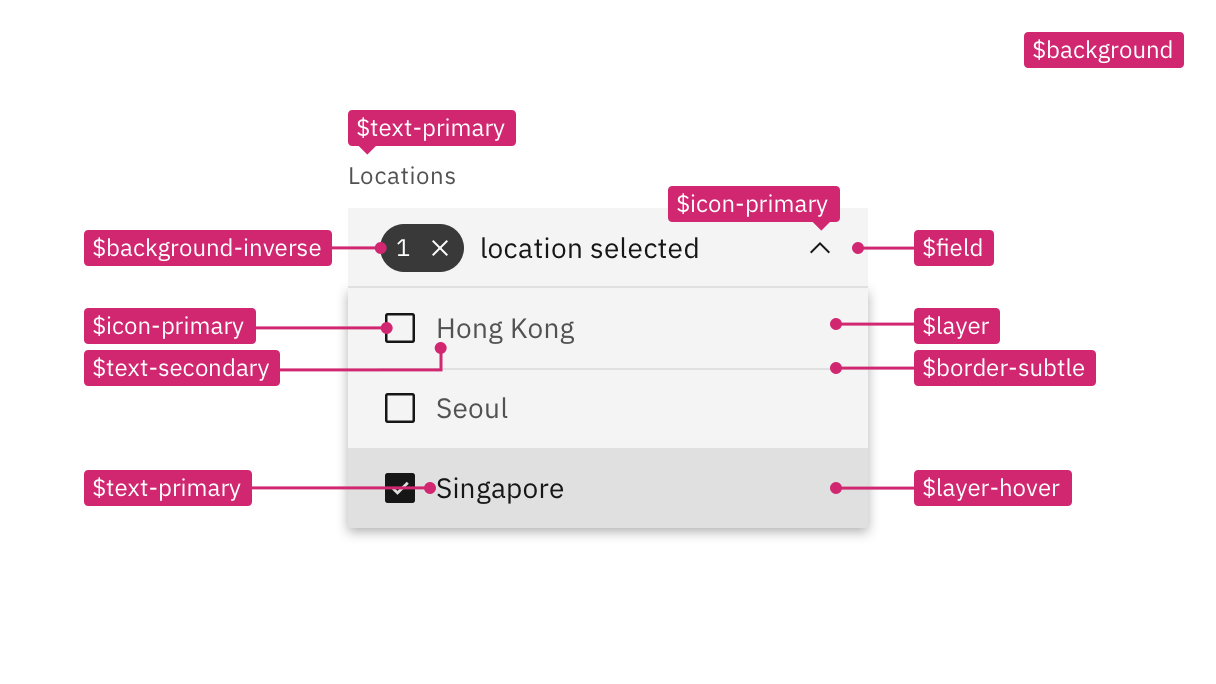 $background
$text-primary
Locations
$icon-primary
$background-inverse
1
location selected
$field
$icon-primary
Hong Kong
$layer
$text-secondary
$border-subtle
Seoul
$text-primary
Singapore
$layer-hover